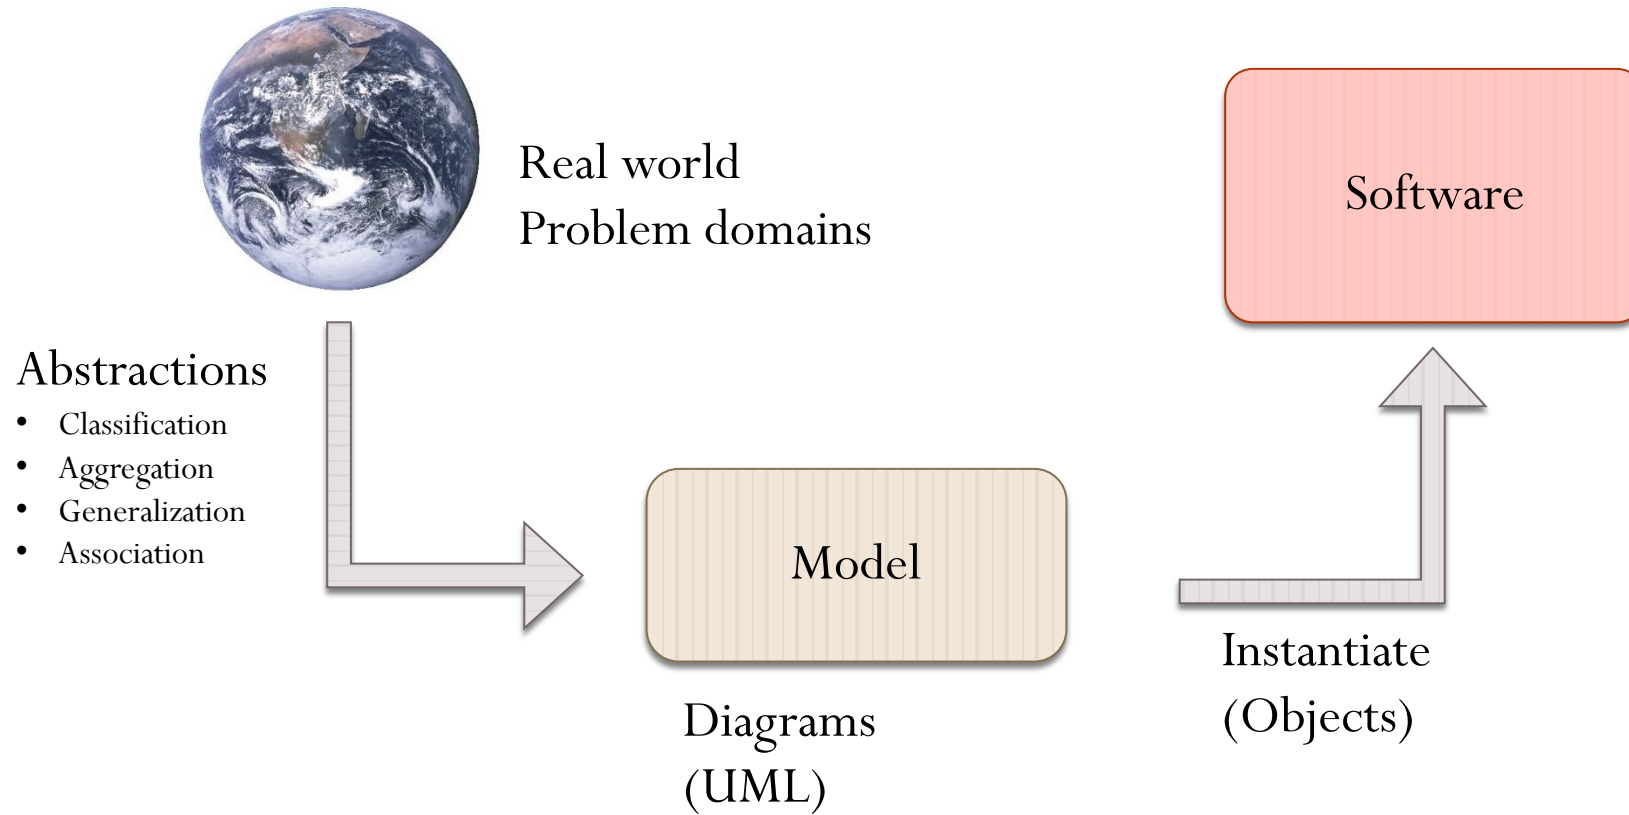 Real world
Problem domains
Software
Abstractions
• Classification
• Aggregation
• Generalization
• Association
Model
Instantiate
(Objects)
Diagrams
(UML)